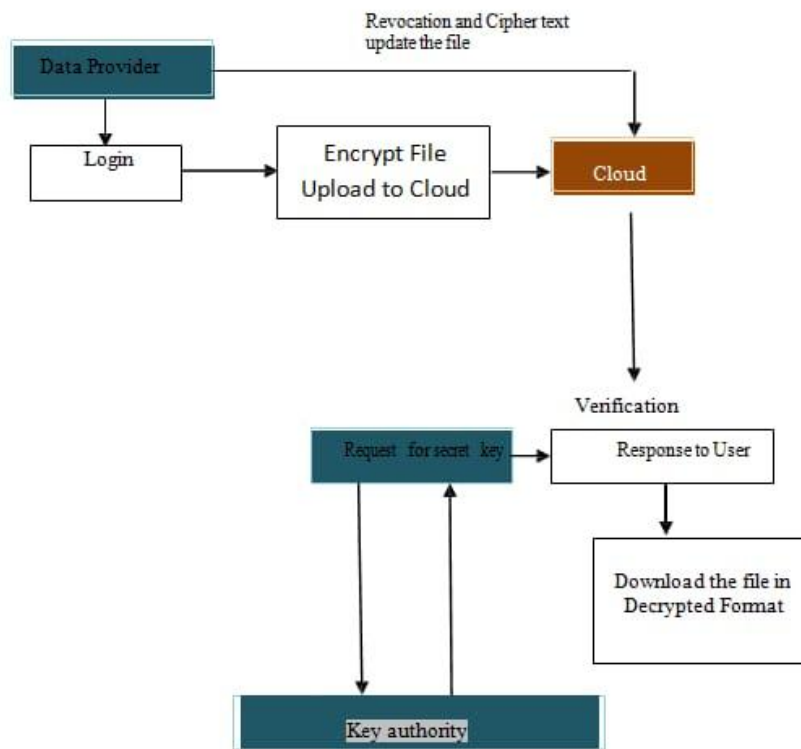 Revocation and Cipher text
update the file
Data Provider
Login
Encrypt File
Upload to Cloud
Cloud
Verification
Request for secret key
Response to User
Download the file in
Decrypted Format
Key authority